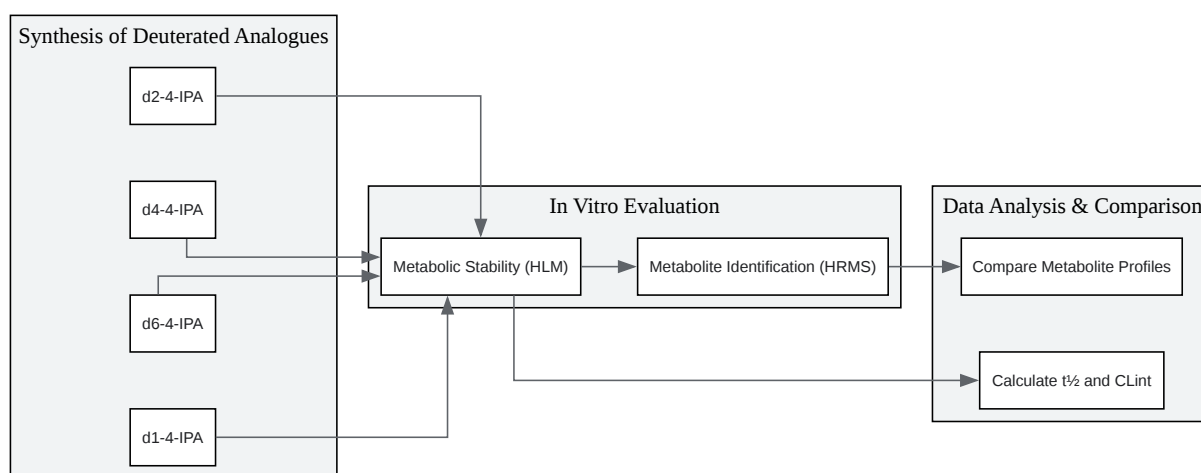 Synthesis of Deuterated Analogues
d2-4-IPA
d4-4-IPA
d6-4-IPA
d1-4-IPA
In Vitro Evaluation
Metabolic Stability (HLM)
Metabolite Identification (HRMS)
Data Analysis & Comparison
Compare Metabolite Profiles
Calculate t½ and CLint